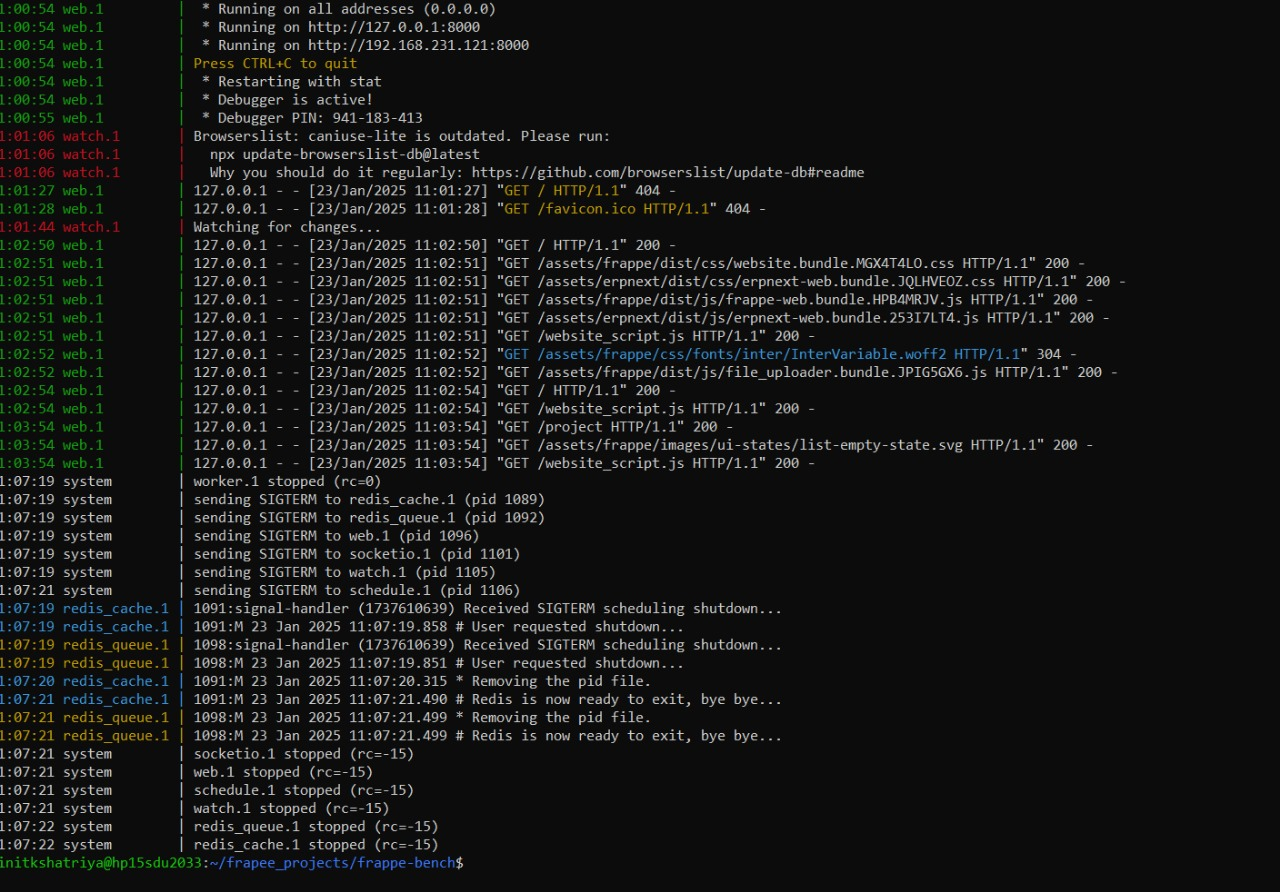 1:00:54 web.1 | * Running on all addresses (0.0.0.0)
1:00:54 web.1 | * Running on http://127.0.0.1:8000
1:00:54 web.1 | * Running on http://192.168.231.121:8000
1:00:54 web.1 | Press CTRL+C to quit
1:00:54 web.1 | * Restarting with stat
1:00:54 web.1 | * Debugger is active!
1:00:55 web.1 | * Debugger PIN: 941-183-413
1:01:06 watch.1 | Browserslist: caniuse-lite is outdated. Please run:
1:01:06 watch.1 | npx update-browserslist-db@latest
1:01:06 watch.1 | Why you should do it regularly: https://github.com/browserslist/update-db#readme
1:01:27 web.1 | 127.0.0.1 - - [23/Jan/2025 11:01:27] "GET / HTTP/1.1" 404 -
1:01:28 web.1 | 127.0.0.1 - - [23/Jan/2025 11:01:28] "GET /favicon.ico HTTP/1.1" 404 -
1:01:44 watch.1 | Watching for changes...
1:02:50 web.1 | 127.0.0.1 - - [23/Jan/2025 11:02:50] "GET / HTTP/1.1" 200 -
1:02:51 web.1 | 127.0.0.1 - - [23/Jan/2025 11:02:51] "GET /assets/frappe/dist/css/website.bundle.MGX4T4LO.css HTTP/1.1" 200 -
1:02:51 web.1 | 127.0.0.1 - - [23/Jan/2025 11:02:51] "GET /assets/erpnext/dist/css/erpnext-web.bundle.JQLHVEOZ.css HTTP/1.1" 200 -
1:02:51 web.1 | 127.0.0.1 - - [23/Jan/2025 11:02:51] "GET /assets/frappe/dist/js/frappe-web.bundle.HPB4MRJV.js HTTP/1.1" 200 -
1:02:51 web.1 | 127.0.0.1 - - [23/Jan/2025 11:02:51] "GET /assets/erpnext/dist/js/erpnext-web.bundle.253I7LT4.js HTTP/1.1" 200 -
1:02:51 web.1 | 127.0.0.1 - - [23/Jan/2025 11:02:51] "GET /website_script.js HTTP/1.1" 200 -
1:02:52 web.1 | 127.0.0.1 - - [23/Jan/2025 11:02:52] "GET /assets/frappe/css/fonts/inter/InterVariable.woff2 HTTP/1.1" 304 -
1:02:52 web.1 | 127.0.0.1 - - [23/Jan/2025 11:02:52] "GET /assets/frappe/dist/js/file_uploader.bundle.JPIG5GX6.js HTTP/1.1" 200 -
1:02:54 web.1 | 127.0.0.1 - - [23/Jan/2025 11:02:54] "GET / HTTP/1.1" 200 -
1:02:54 web.1 | 127.0.0.1 - - [23/Jan/2025 11:02:54] "GET /website_script.js HTTP/1.1" 200 -
1:03:54 web.1 | 127.0.0.1 - - [23/Jan/2025 11:03:54] "GET /project HTTP/1.1" 200 -
1:03:54 web.1 | 127.0.0.1 - - [23/Jan/2025 11:03:54] "GET /assets/frappe/images/ui-states/list-empty-state.svg HTTP/1.1" 200 -
1:03:54 web.1 | 127.0.0.1 - - [23/Jan/2025 11:03:54] "GET /website_script.js HTTP/1.1" 200 -
1:07:19 system | worker.1 stopped (rc=0)
1:07:19 system | sending SIGTERM to redis_cache.1 (pid 1089)
1:07:19 system | sending SIGTERM to redis_queue.1 (pid 1092)
1:07:19 system | sending SIGTERM to web.1 (pid 1096)
1:07:19 system | sending SIGTERM to socketio.1 (pid 1101)
1:07:19 system | sending SIGTERM to watch.1 (pid 1105)
1:07:21 system | sending SIGTERM to schedule.1 (pid 1106)
1:07:19 redis_cache.1 | 1091:signal-handler (1737610639) Received SIGTERM scheduling shutdown...
1:07:19 redis_cache.1 | 1091:M 23 Jan 2025 11:07:19.858 # User requested shutdown...
1:07:19 redis_queue.1 | 1098:signal-handler (1737610639) Received SIGTERM scheduling shutdown...
1:07:19 redis_queue.1 | 1098:M 23 Jan 2025 11:07:19.851 # User requested shutdown...
1:07:20 redis_cache.1 | 1091:M 23 Jan 2025 11:07:20.315 * Removing the pid file.
1:07:21 redis_cache.1 | 1091:M 23 Jan 2025 11:07:21.490 # Redis is now ready to exit, bye bye...
1:07:21 redis_queue.1 | 1098:M 23 Jan 2025 11:07:21.499 * Removing the pid file.
1:07:21 redis_queue.1 | 1098:M 23 Jan 2025 11:07:21.499 # Redis is now ready to exit, bye bye...
1:07:21 system | socketio.1 stopped (rc=-15)
1:07:21 system | web.1 stopped (rc=-15)
1:07:21 system | schedule.1 stopped (rc=-15)
1:07:21 system | watch.1 stopped (rc=-15)
1:07:22 system | redis_queue.1 stopped (rc=-15)
1:07:22 system | redis_cache.1 stopped (rc=-15)
initkshatriya@hp15sdu2033:~/frapee_projects/frappe-bench$